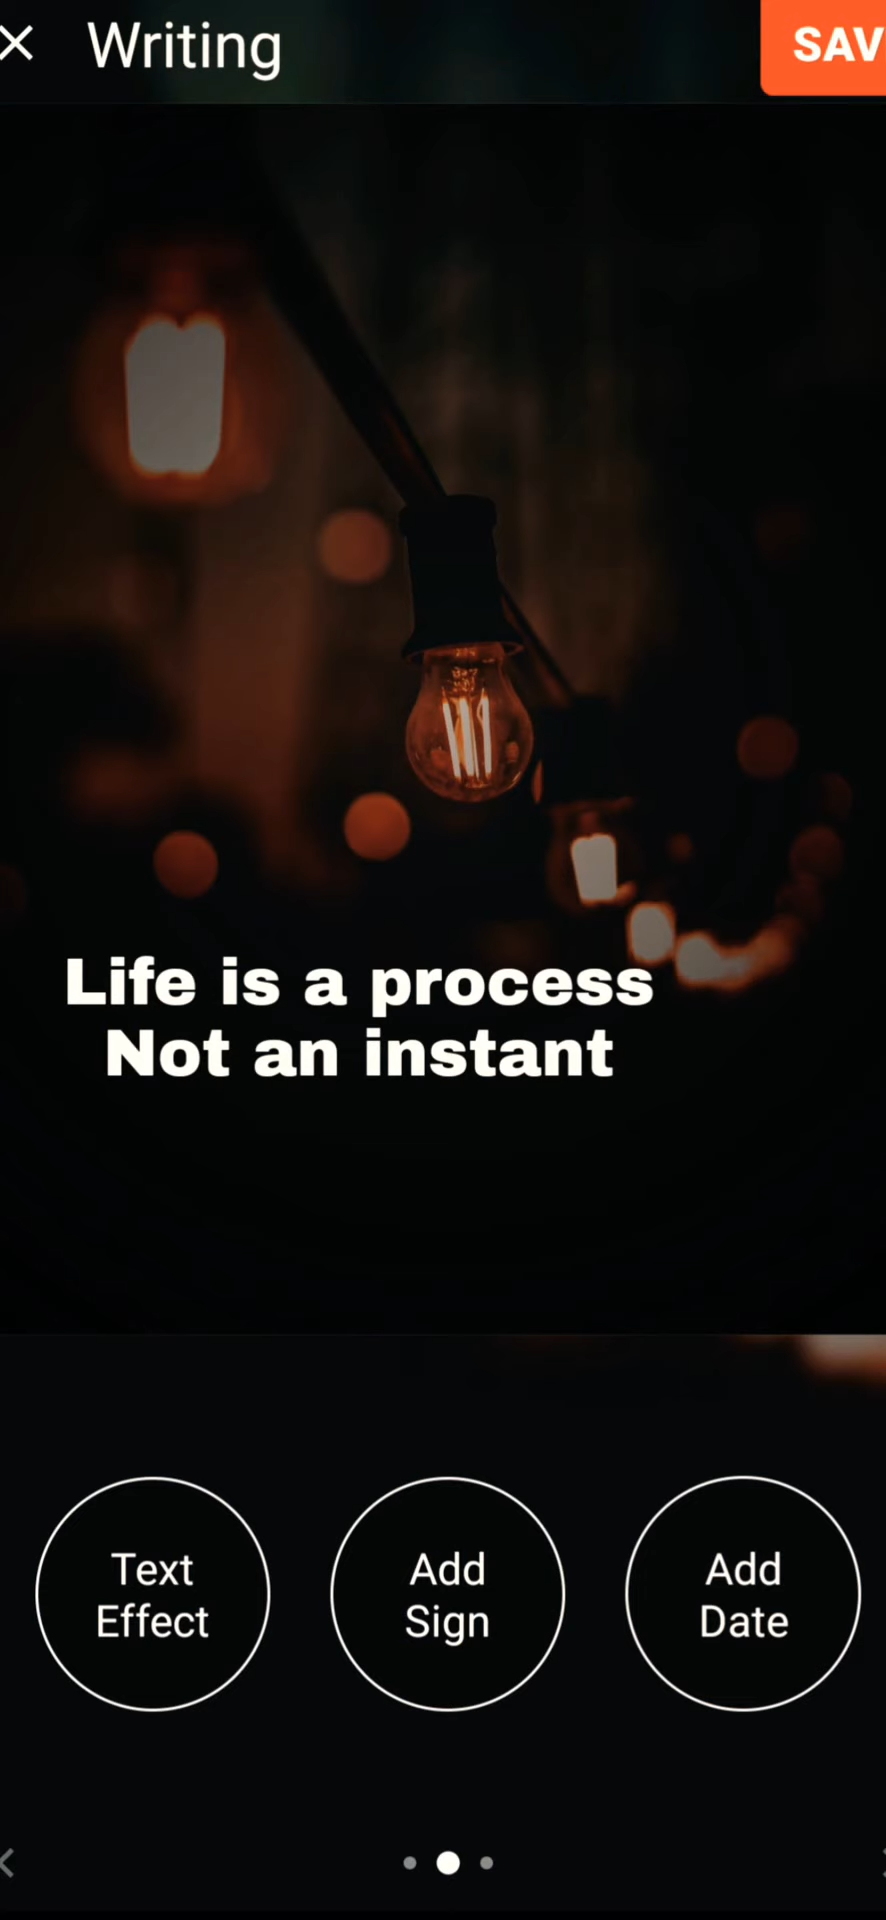 Writing
SAV
Life is a process
Not an instant
Text
Effect
Add
Sign
Add
Date